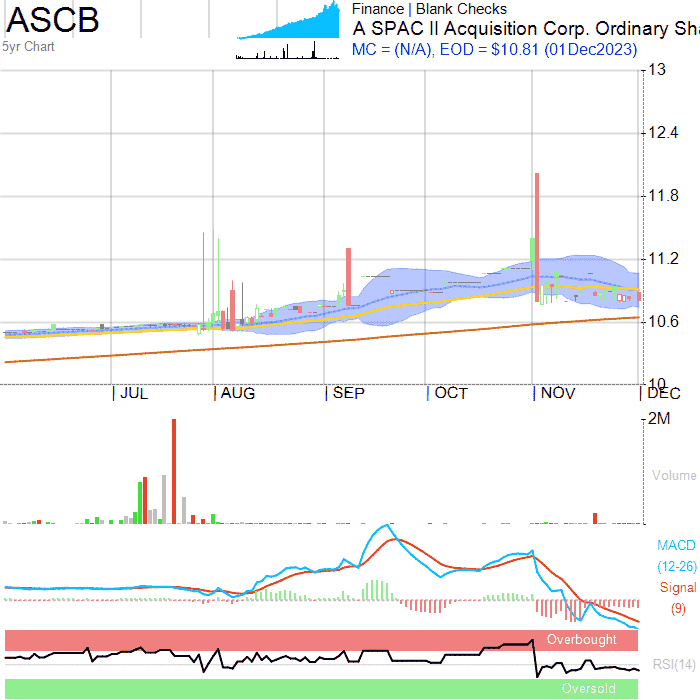 ASCB
5yr Chart
Finance | Blank Checks
A SPAC II Acquisition Corp. Ordinary Sha
MC = (N/A), EOD = $10.81 (01Dec2023)
13
12.4
11.8
11.2
10.6
10
JUL AUG SEP OCT NOV DEC
2M
Volume
MACD
(12-26)
Signal
(9)
Overbought
RSI(14)
Oversold